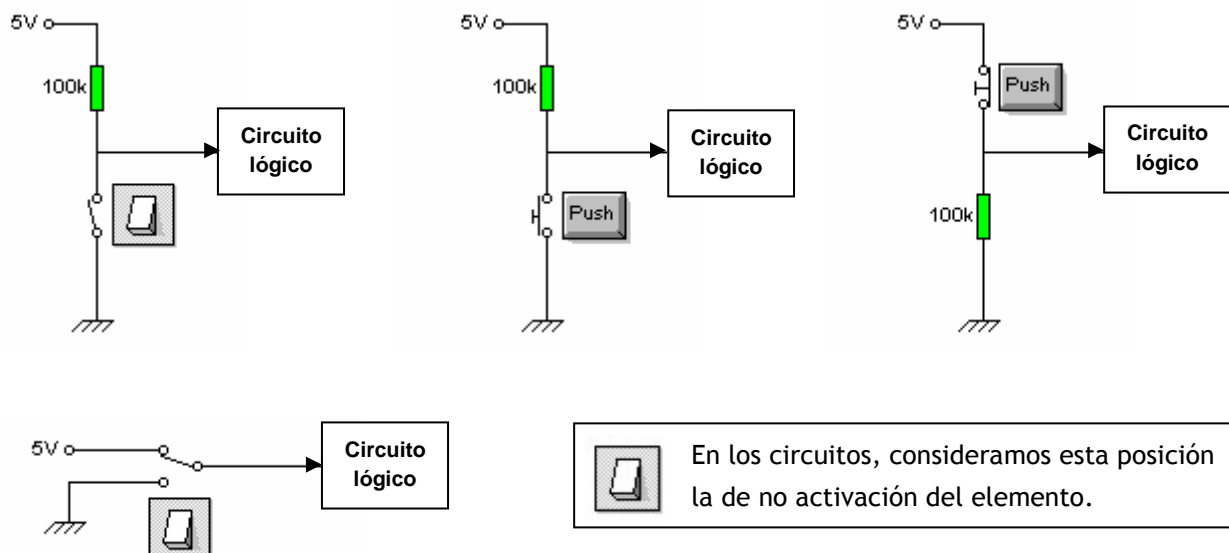 5V
100k
Circuito
lógico
5V
100k
Circuito
lógico
Push
5V
Push
Circuito
lógico
100k
5V
Circuito
lógico
En los circuitos, consideramos esta posición
la de no activación del elemento.